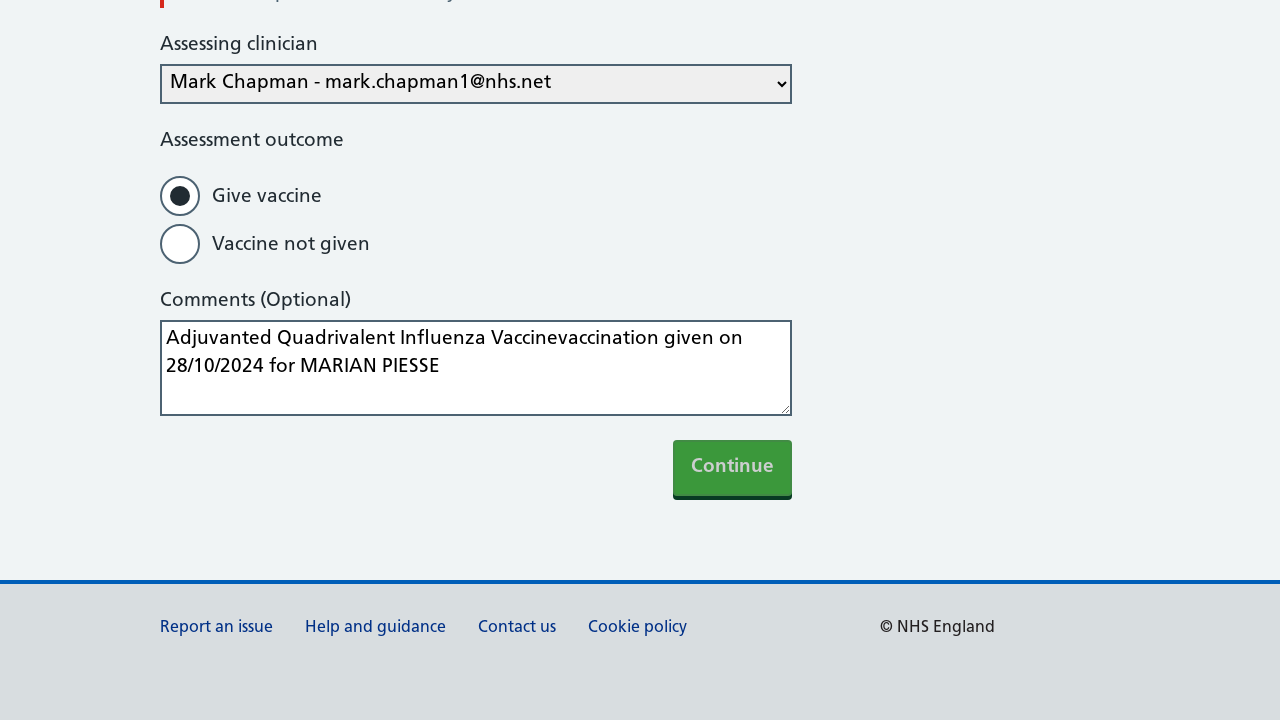 Assessing clinician
Mark Chapman - mark.chapman1@nhs.net
Assessment outcome
Give vaccine
Vaccine not given
Comments (Optional)
Adjuvanted Quadrivalent Influenza Vaccinevaccination given on
28/10/2024 for MARIAN PIESSE
Continue
Report an issue Help and guidance Contact us Cookie policy © NHS England